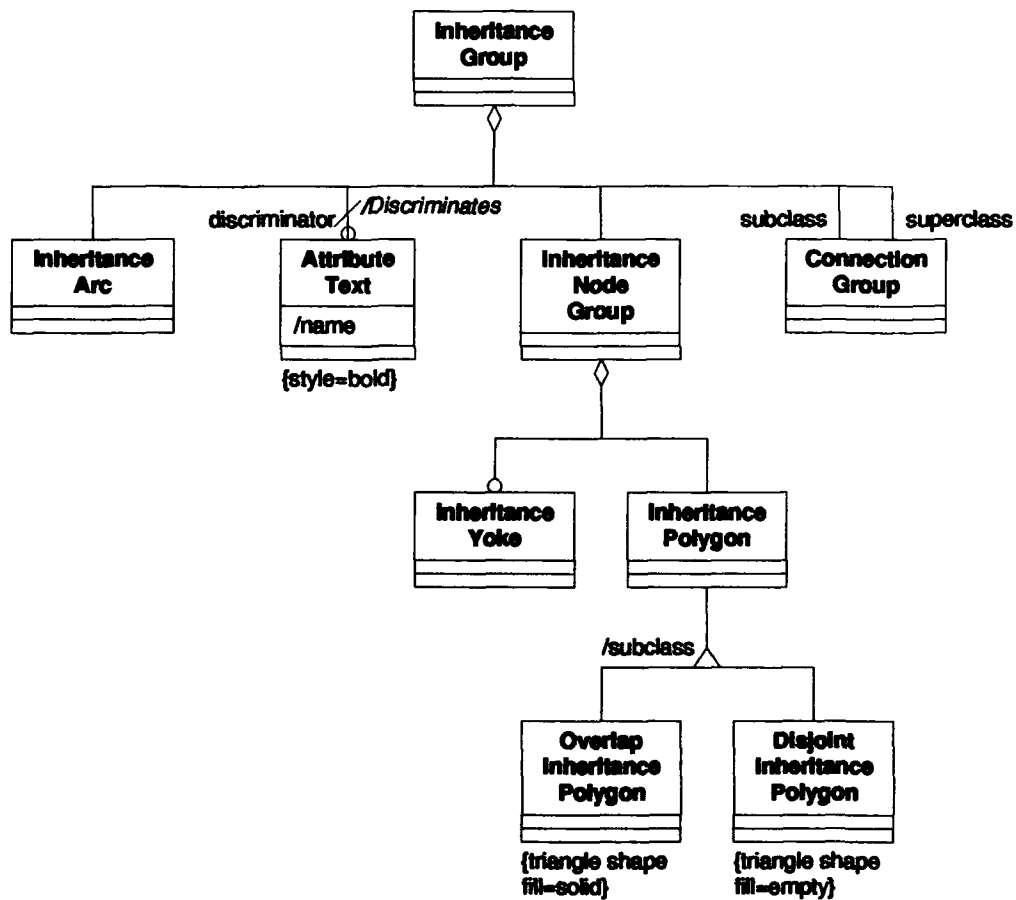 Inheritance
Group
discriminator
/Discriminates
subclass
superclass
Inheritance
Arc
Attribute
Text
/name
{style=bold}
Inheritance
Node
Group
Connection
Group
Inheritance
Yoke
Inheritance
Polygon
/subclass
Overlap
Inheritance
Polygon
{triangle shape
fill=solid}
Disjoint
Inheritance
Polygon
{triangle shape
fill=empty}